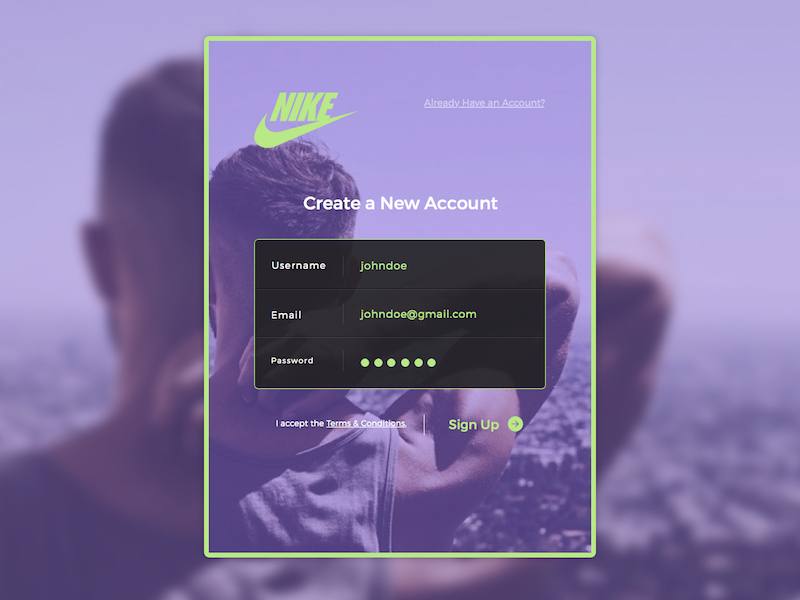 NIKE
Already Have an Account?
Create a New Account
Username johndoe
Email johndoe@gmail.com
Password ●●●●●●
I accept the Terms & Conditions.
Sign Up